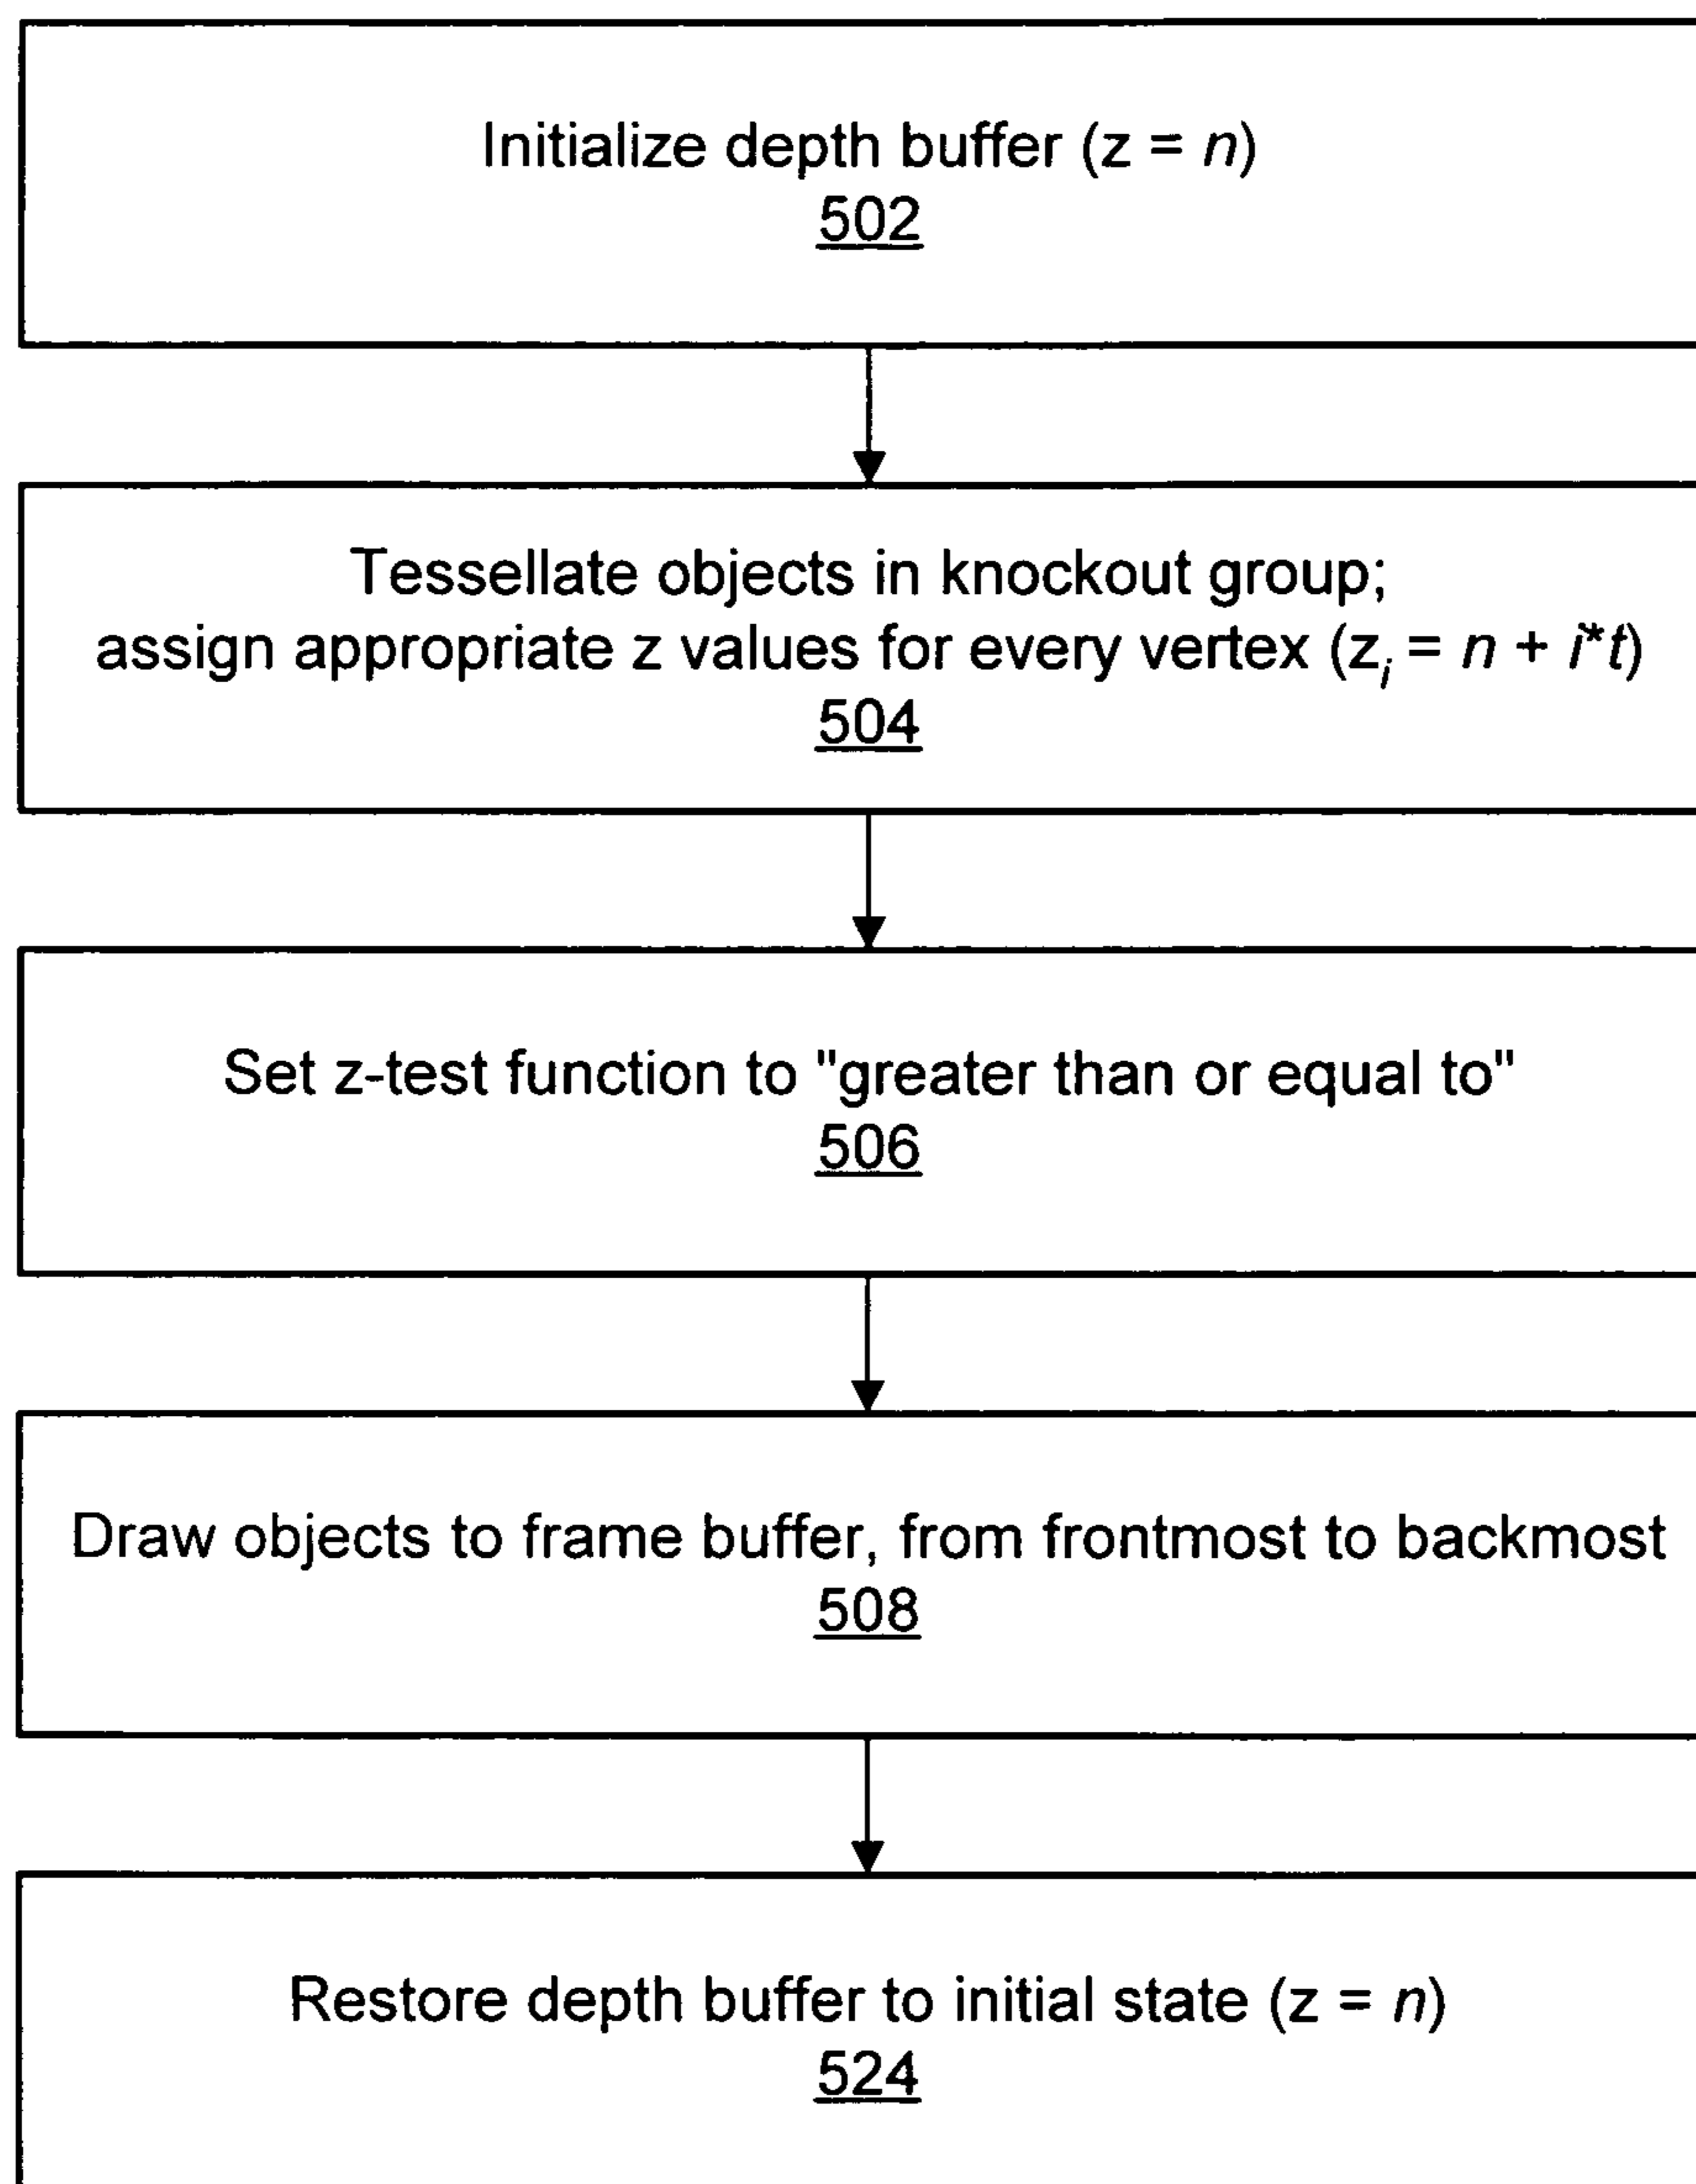 Initialize depth buffer (z = n)
502
Tessellate objects in knockout group;
assign appropriate z values for every vertex (zᵢ = n + i*t)
504
Set z-test function to "greater than or equal to"
506
Draw objects to frame buffer, from frontmost to backmost
508
Restore depth buffer to initial state (z = n)
524